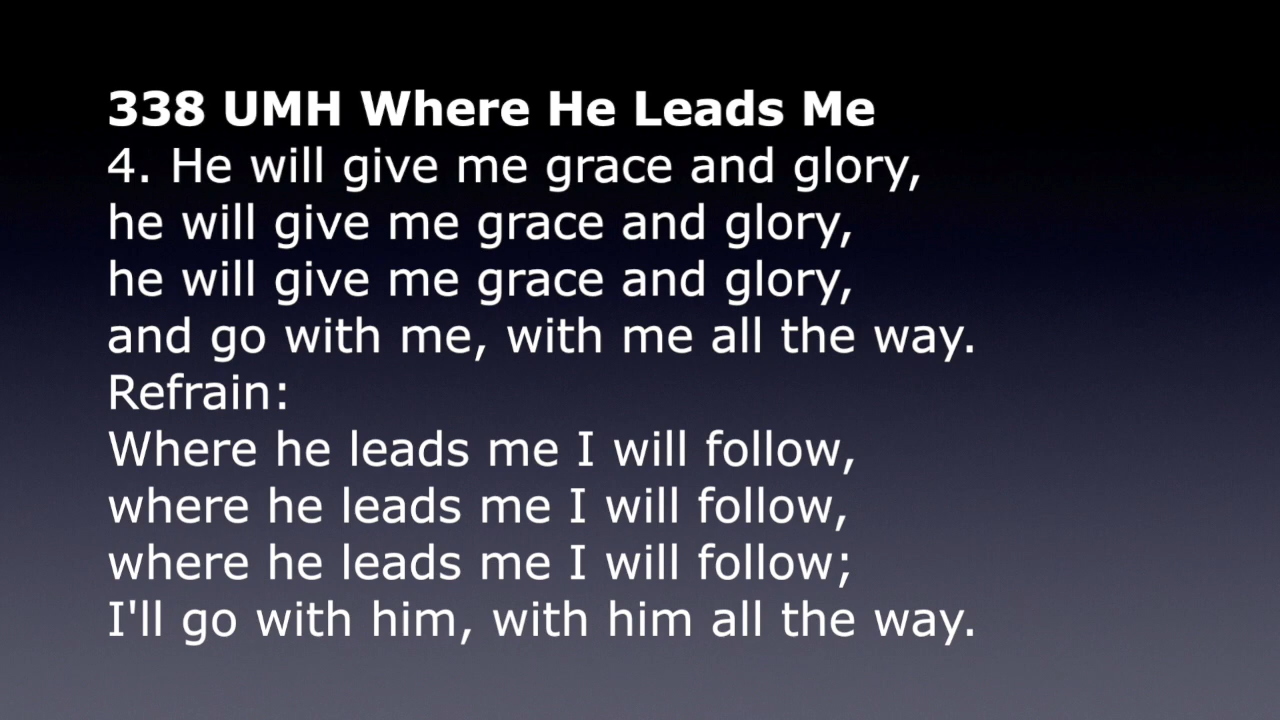 338 UMH Where He Leads Me
4. He will give me grace and glory,
he will give me grace and glory,
he will give me grace and glory,
and go with me, with me all the way.
Refrain:
Where he leads me I will follow,
where he leads me I will follow,
where he leads me I will follow;
I'll go with him, with him all the way.